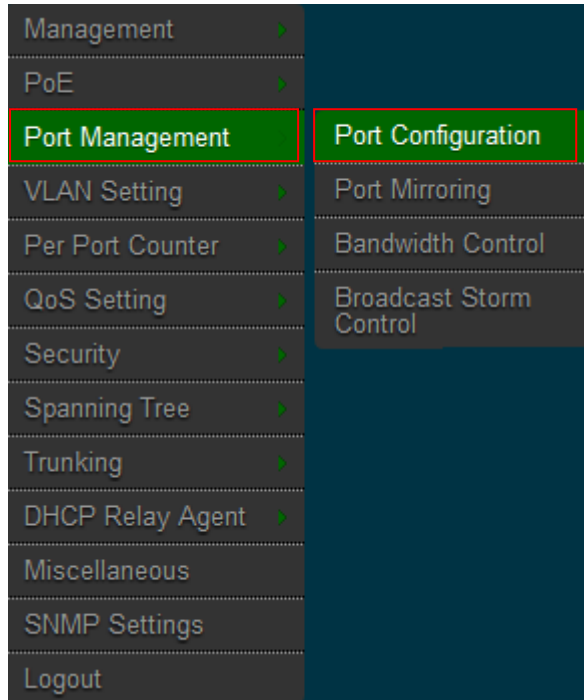 Management
PoE
Port Management
VLAN Setting
Per Port Counter
QoS Setting
Security
Spanning Tree
Trunking
DHCP Relay Agent
Miscellaneous
SNMP Settings
Logout
Port Configuration
Port Mirroring
Bandwidth Control
Broadcast Storm
Control